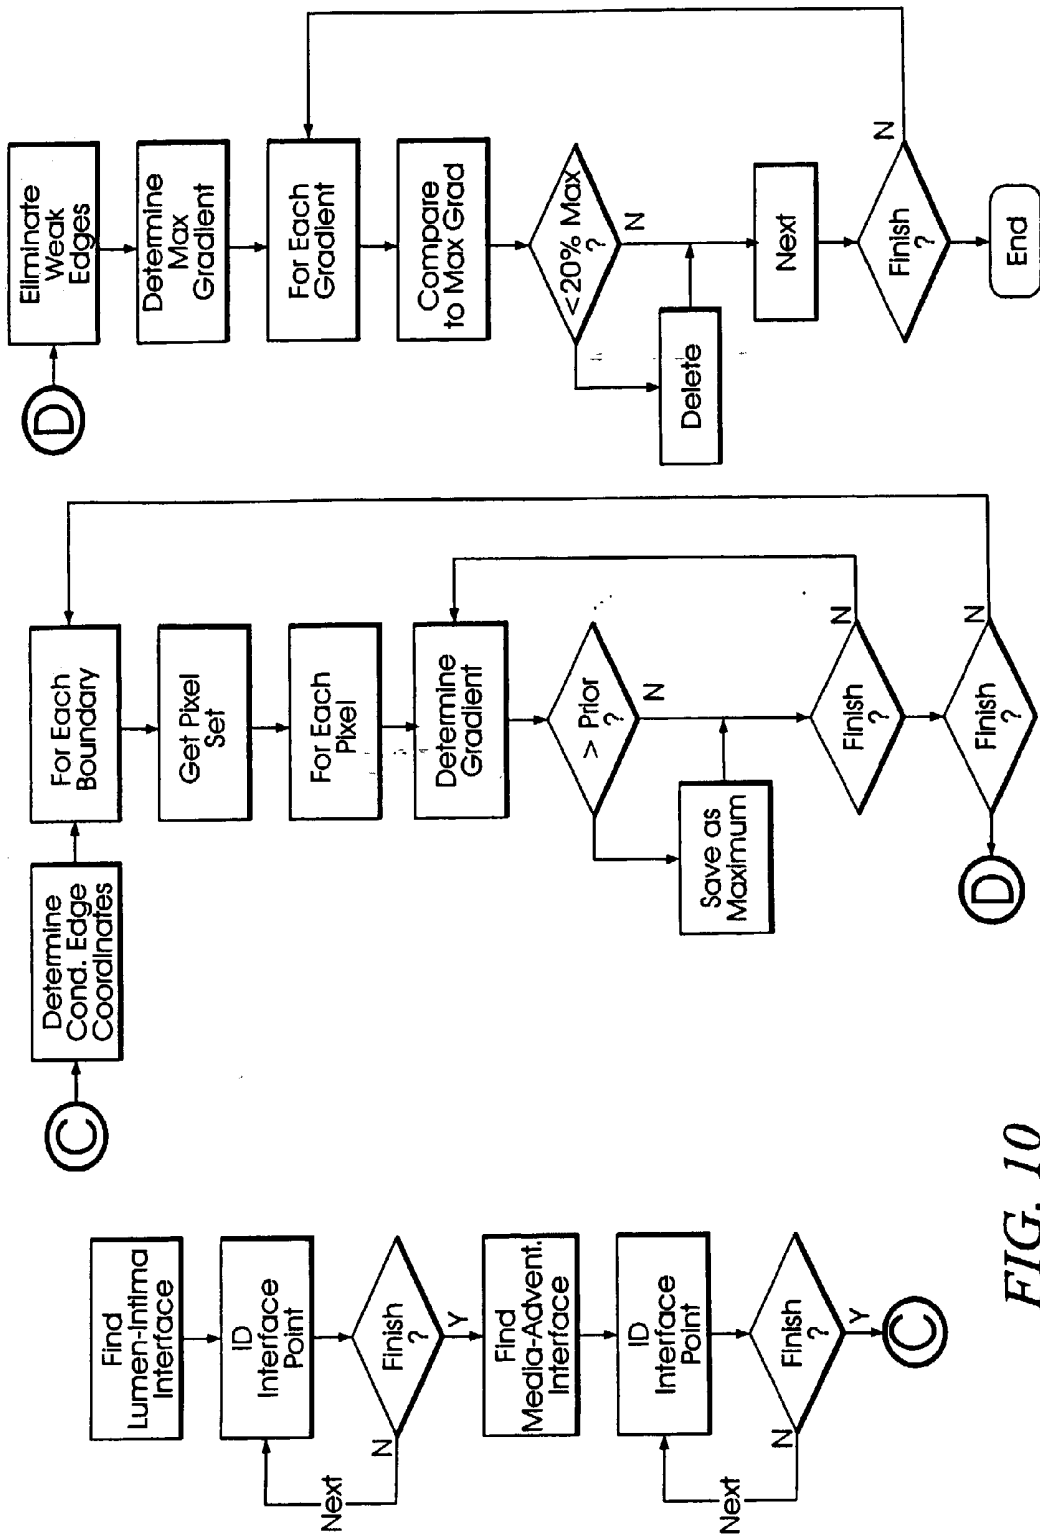 Find
Lumen-Intima
Interface
ID
Interface
Point
Next
Finish
?
N
Y
Find
Media-Advent.
Interface
ID
Interface
Point
Next
Finish
?
N
Y
C
C
Determine
Cond. Edge
Coordinates
For Each
Boundary
Get Pixel
Set
For Each
Pixel
Determine
Gradient
> Prior
?
N
Save as
Maximum
Finish
?
N
Finish
?
N
D
D
Eliminate
Weak
Edges
Determine
Max
Gradient
For Each
Gradient
Compare
to Max Grad
<20% Max
?
N
Delete
Next
Finish
?
N
End
FIG. 10